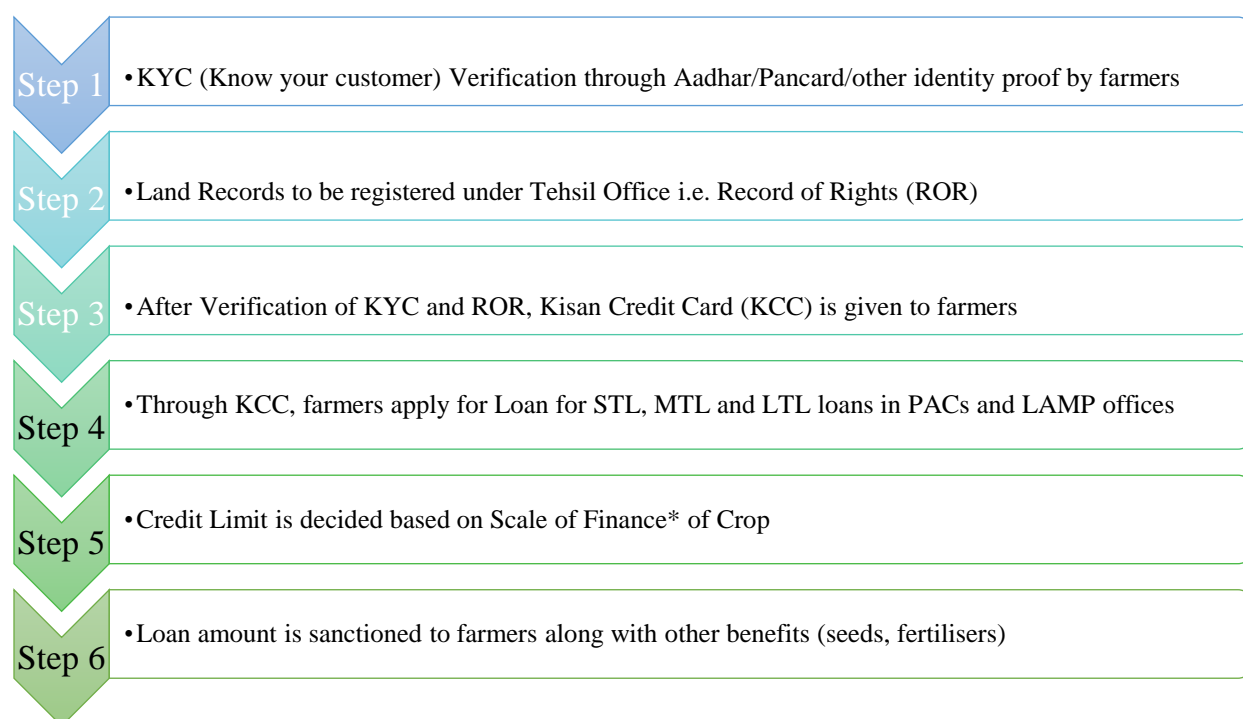 Step 1
•KYC (Know your customer) Verification through Aadhar/Pancard/other identity proof by farmers
Step 2
•Land Records to be registered under Tehsil Office i.e. Record of Rights (ROR)
Step 3
•After Verification of KYC and ROR, Kisan Credit Card (KCC) is given to farmers
Step 4
•Through KCC, farmers apply for Loan for STL, MTL and LTL loans in PACs and LAMP offices
Step 5
•Credit Limit is decided based on Scale of Finance* of Crop
Step 6
•Loan amount is sanctioned to farmers along with other benefits (seeds, fertilisers)